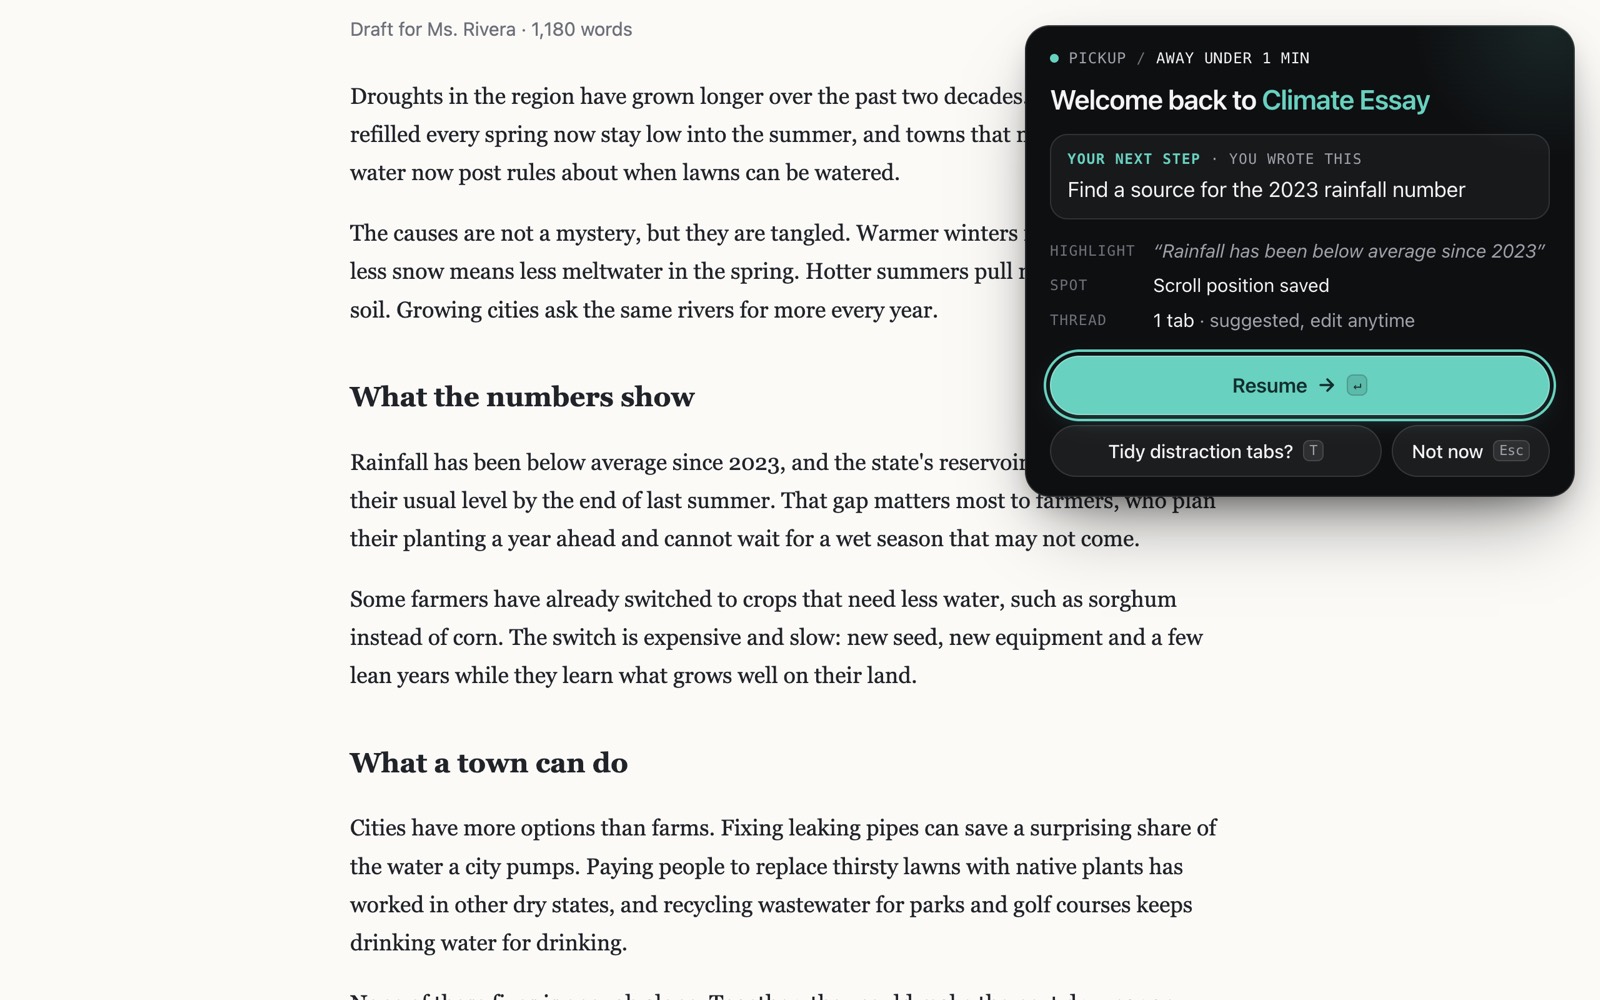 Draft for Ms. Rivera · 1,180 words
Droughts in the region have grown longer over the past two decades.
refilled every spring now stay low into the summer, and towns that
water now post rules about when lawns can be watered.
The causes are not a mystery, but they are tangled. Warmer winters
less snow means less meltwater in the spring. Hotter summers pull
soil. Growing cities ask the same rivers for more every year.
What the numbers show
Rainfall has been below average since 2023, and the state's
their usual level by the end of last summer. That gap matters most to farmers, who plan
their planting a year ahead and cannot wait for a wet season that may not come.
Some farmers have already switched to crops that need less water, such as sorghum
instead of corn. The switch is expensive and slow: new seed, new equipment and a few
lean years while they learn what grows well on their land.
What a town can do
Cities have more options than farms. Fixing leaking pipes can save a surprising share of
the water a city pumps. Paying people to replace thirsty lawns with native plants has
worked in other dry states, and recycling wastewater for parks and golf courses keeps
drinking water for drinking.
PICKUP / AWAY UNDER 1 MIN
Welcome back to Climate Essay
YOUR NEXT STEP · YOU WROTE THIS
Find a source for the 2023 rainfall number
HIGHLIGHT “Rainfall has been below average since 2023”
SPOT Scroll position saved
THREAD 1 tab · suggested, edit anytime
Resume → ↵
Tidy distraction tabs? T
Not now Esc